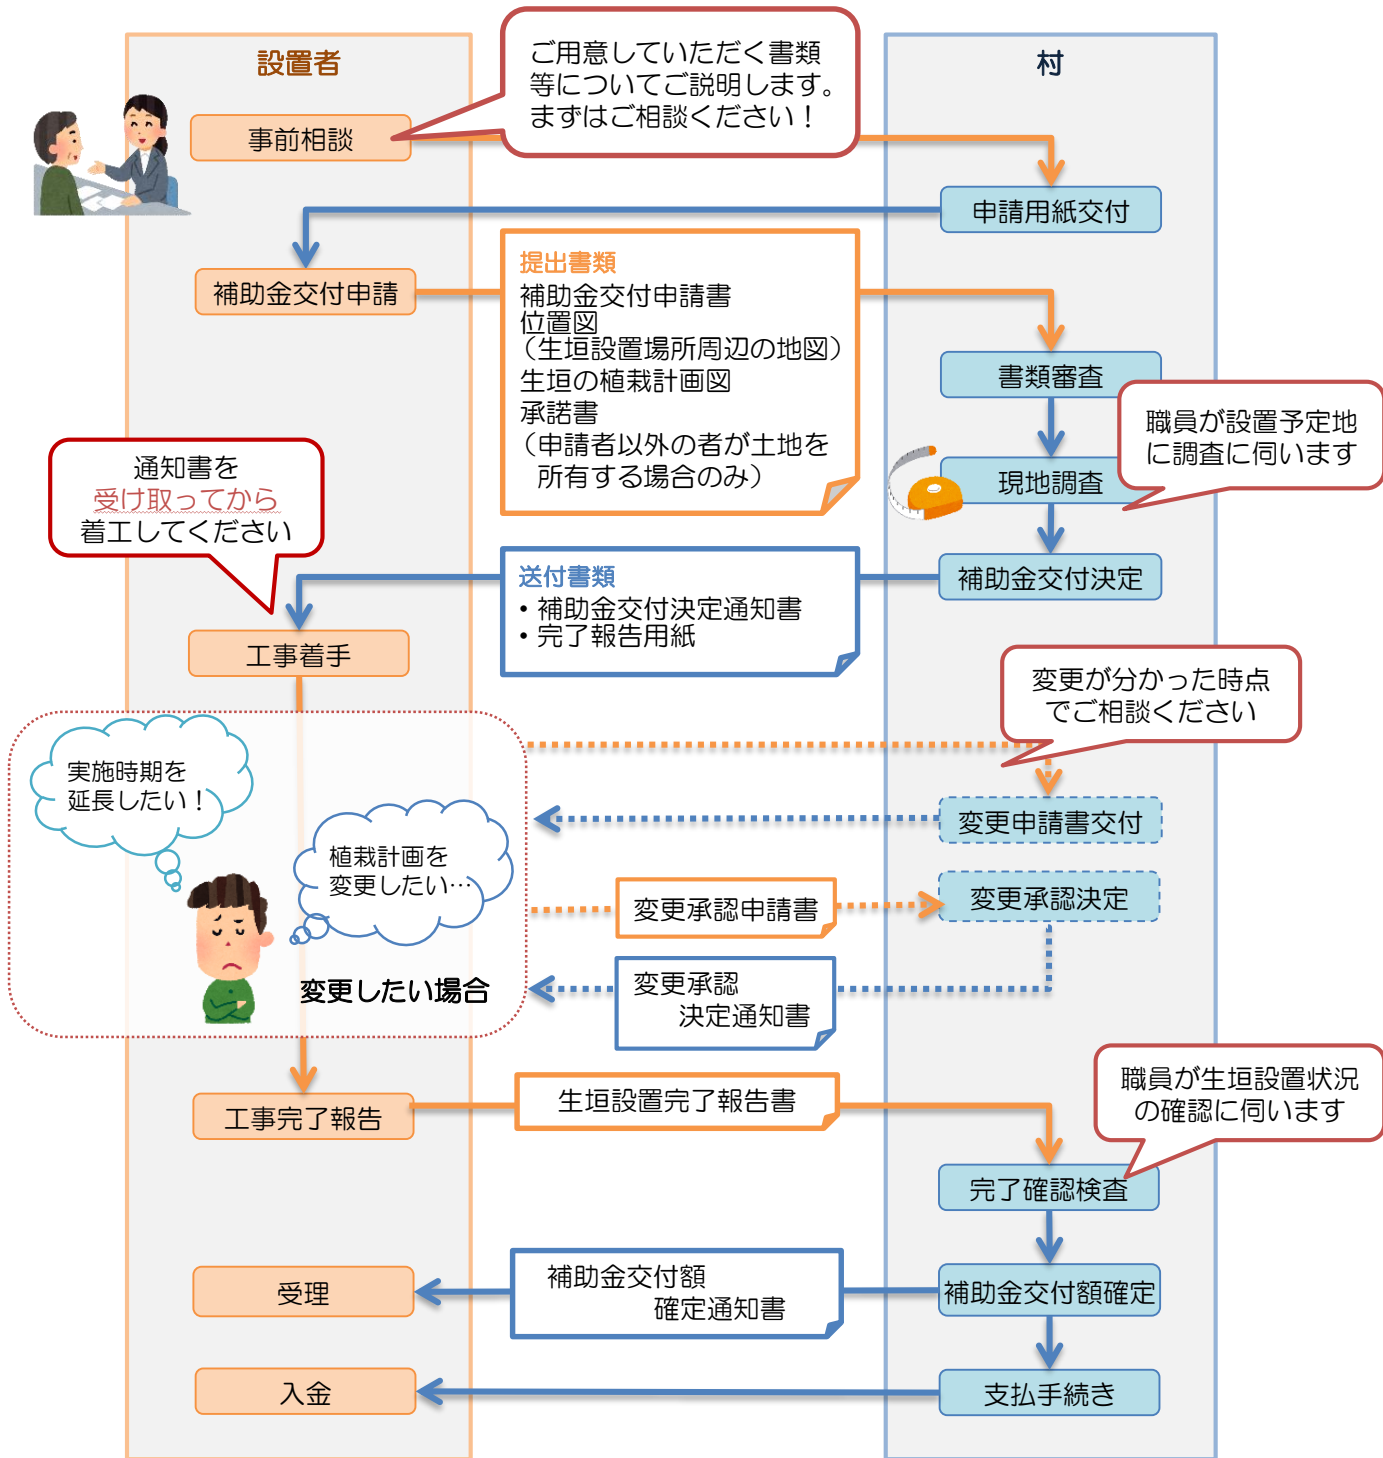 設置者
村
ご用意していただく書類
等についてご説明します。
まずはご相談ください！
事前相談
申請用紙交付
補助金交付申請
提出書類
補助金交付申請書
位置図
（生垣設置場所周辺の地図）
生垣の植栽計画図
承諾書
（申請者以外の者が土地を
所有する場合のみ）
書類審査
職員が設置予定地
に調査に伺います
現地調査
通知書を
受け取ってから
着工してください
補助金交付決定
送付書類
・補助金交付決定通知書
・完了報告用紙
工事着手
変更が分かった時点
でご相談ください
実施時期を
延長したい！
変更申請書交付
植栽計画を
変更したい…
変更承認申請書
変更承認決定
変更したい場合
変更承認
決定通知書
職員が生垣設置状況
の確認に伺います
工事完了報告
生垣設置完了報告書
完了確認検査
受理
補助金交付額
確定通知書
補助金交付額確定
入金
支払手続き